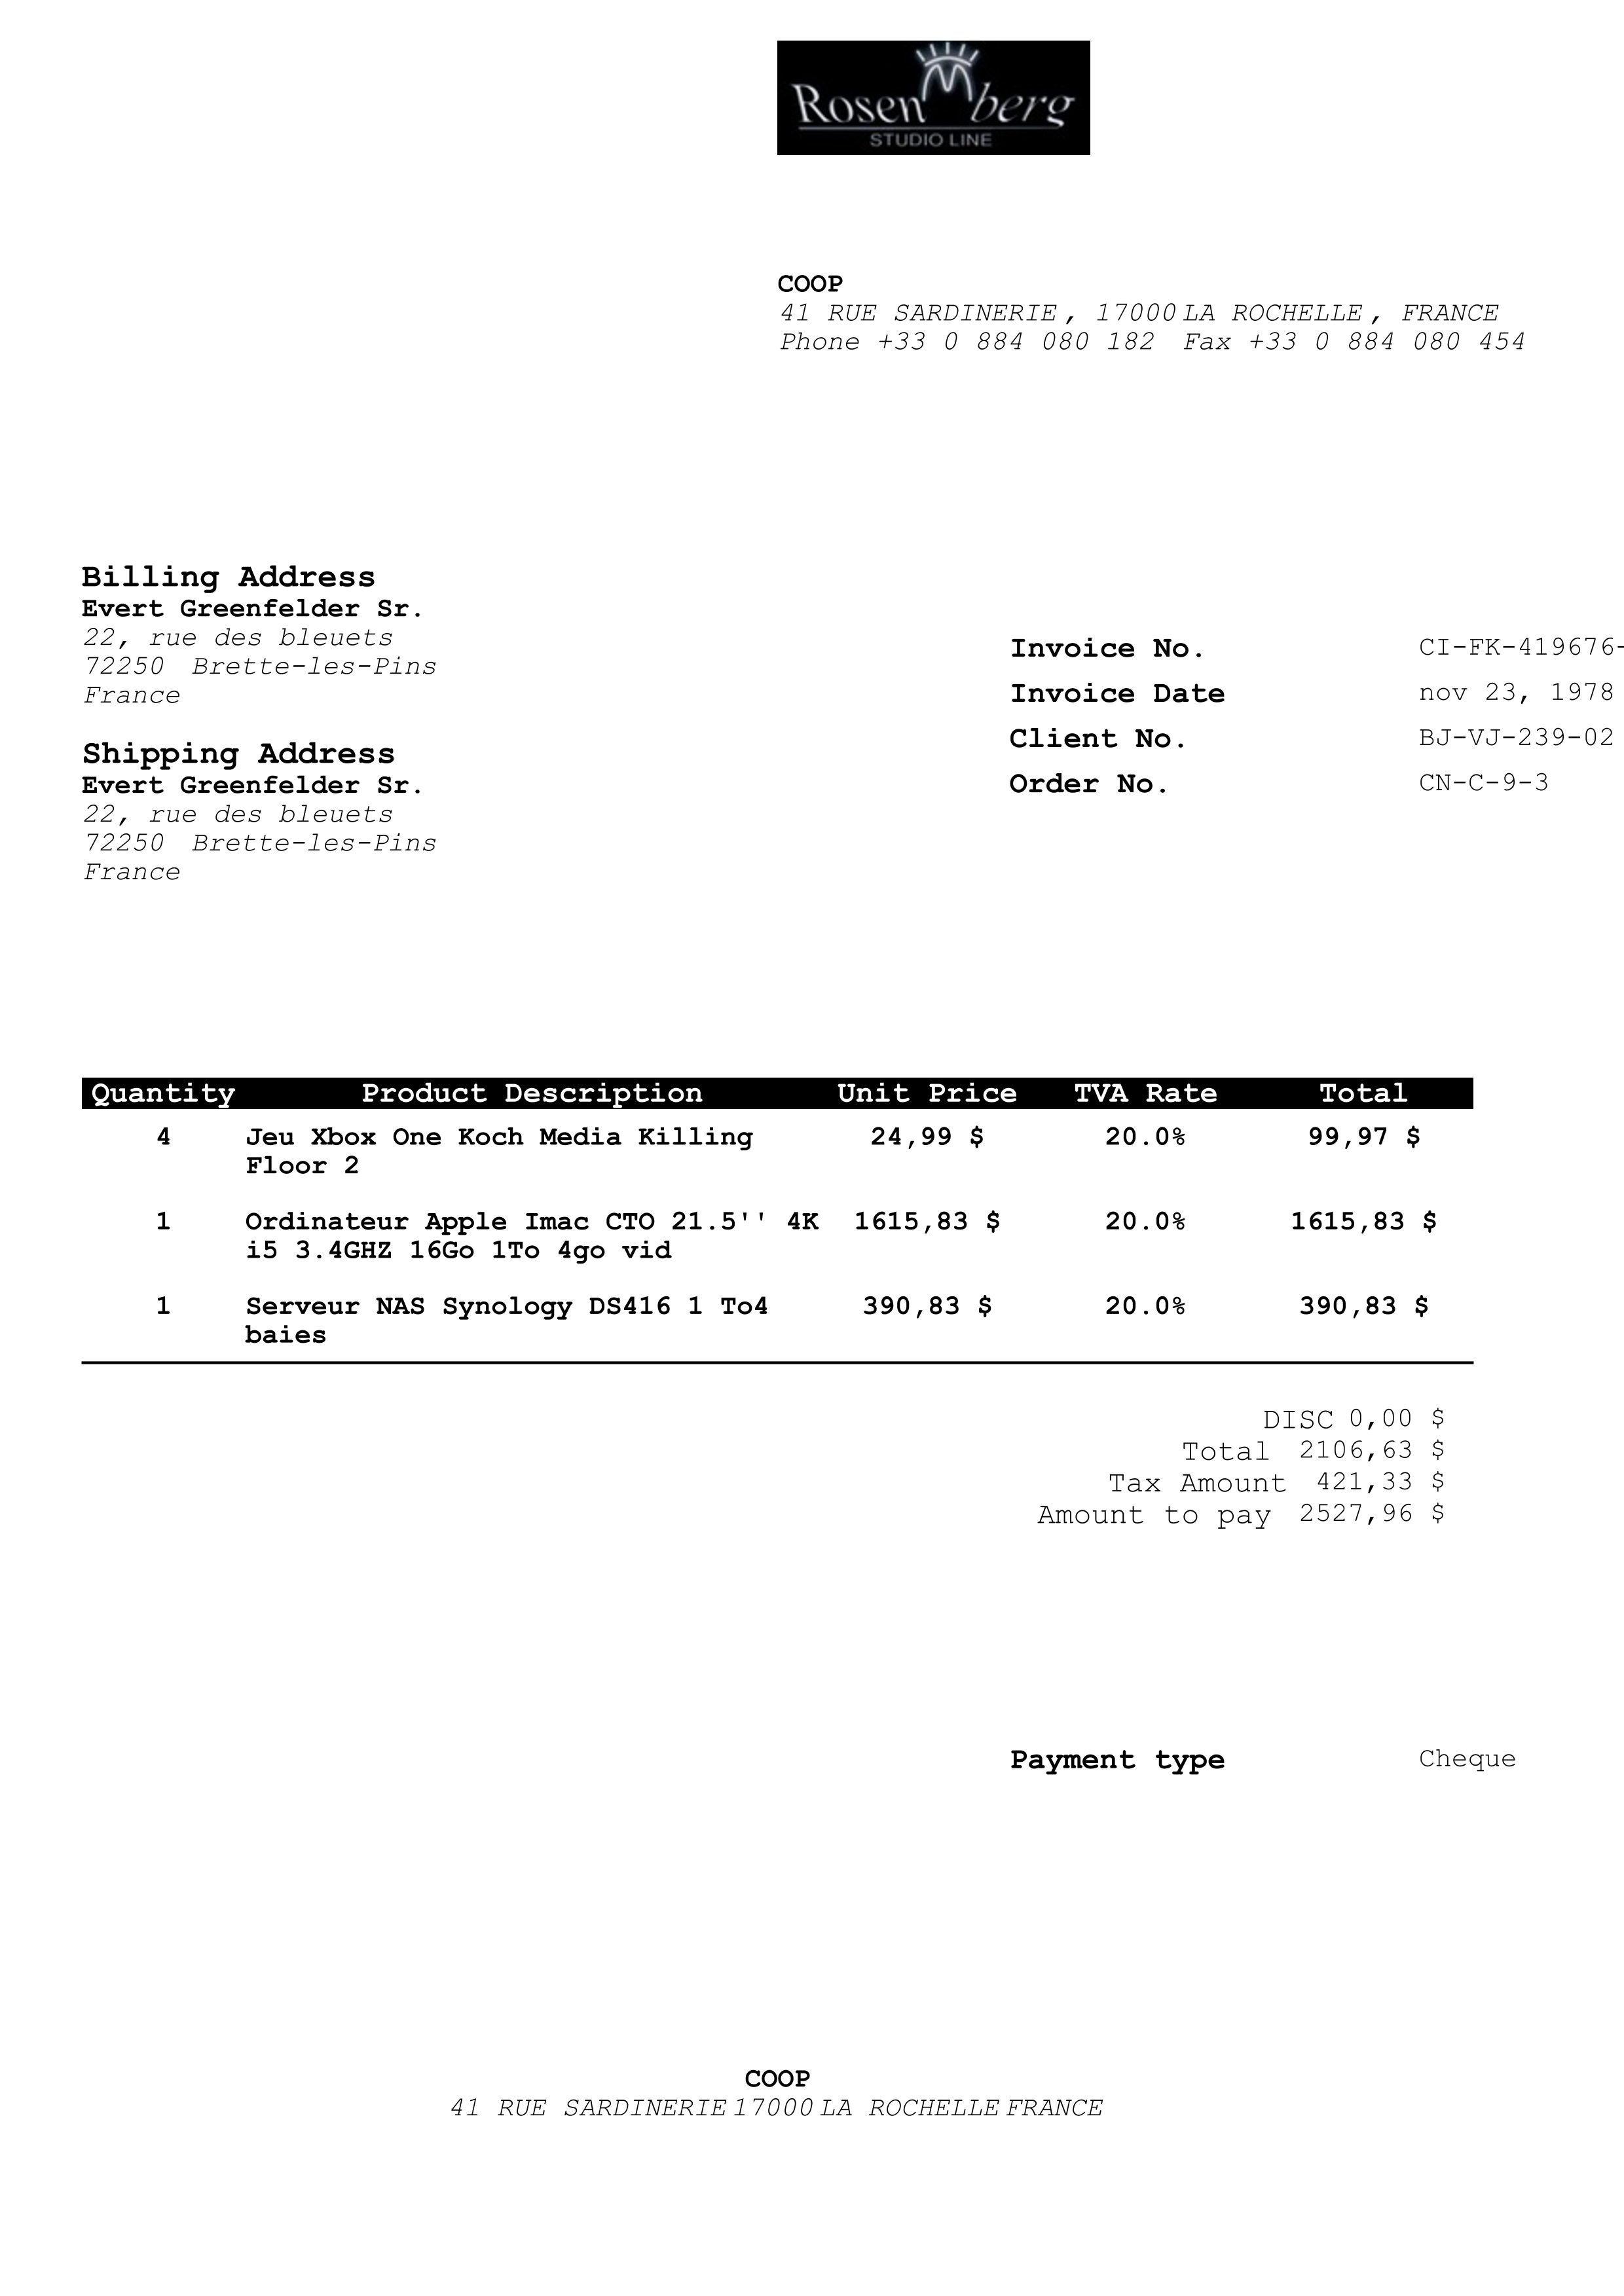 Rosen berg
STUDIO LINE
COOP
41 RUE SARDINERIE, 17000 LA ROCHELLE, FRANCE
Phone +33 0 884 080 182 Fax +33 0 884 080 454
Billing Address
Evert Greenfelder Sr.
22, rue des bleuets
72250 Brette-les-Pins
France
Invoice No. CI-FK-419676-
Invoice Date nov 23, 1978
Client No. BJ-VJ-239-02
Order No. CN-C-9-3
Shipping Address
Evert Greenfelder Sr.
22, rue des bleuets
72250 Brette-les-Pins
France
Quantity Product Description Unit Price TVA Rate Total
4 Jeu Xbox One Koch Media Killing 24,99 $ 20.0% 99,97 $
Floor 2
1 Ordinateur Apple Imac CTO 21.5'' 4K 1615,83 $ 20.0% 1615,83 $
i5 3.4GHZ 16Go 1To 4go vid
1 Serveur NAS Synology DS416 1 To4 390,83 $ 20.0% 390,83 $
baies
DISC 0,00 $
Total 2106,63 $
Tax Amount 421,33 $
Amount to pay 2527,96 $
Payment type Cheque
COOP
41 RUE SARDINERIE 17000 LA ROCHELLE FRANCE